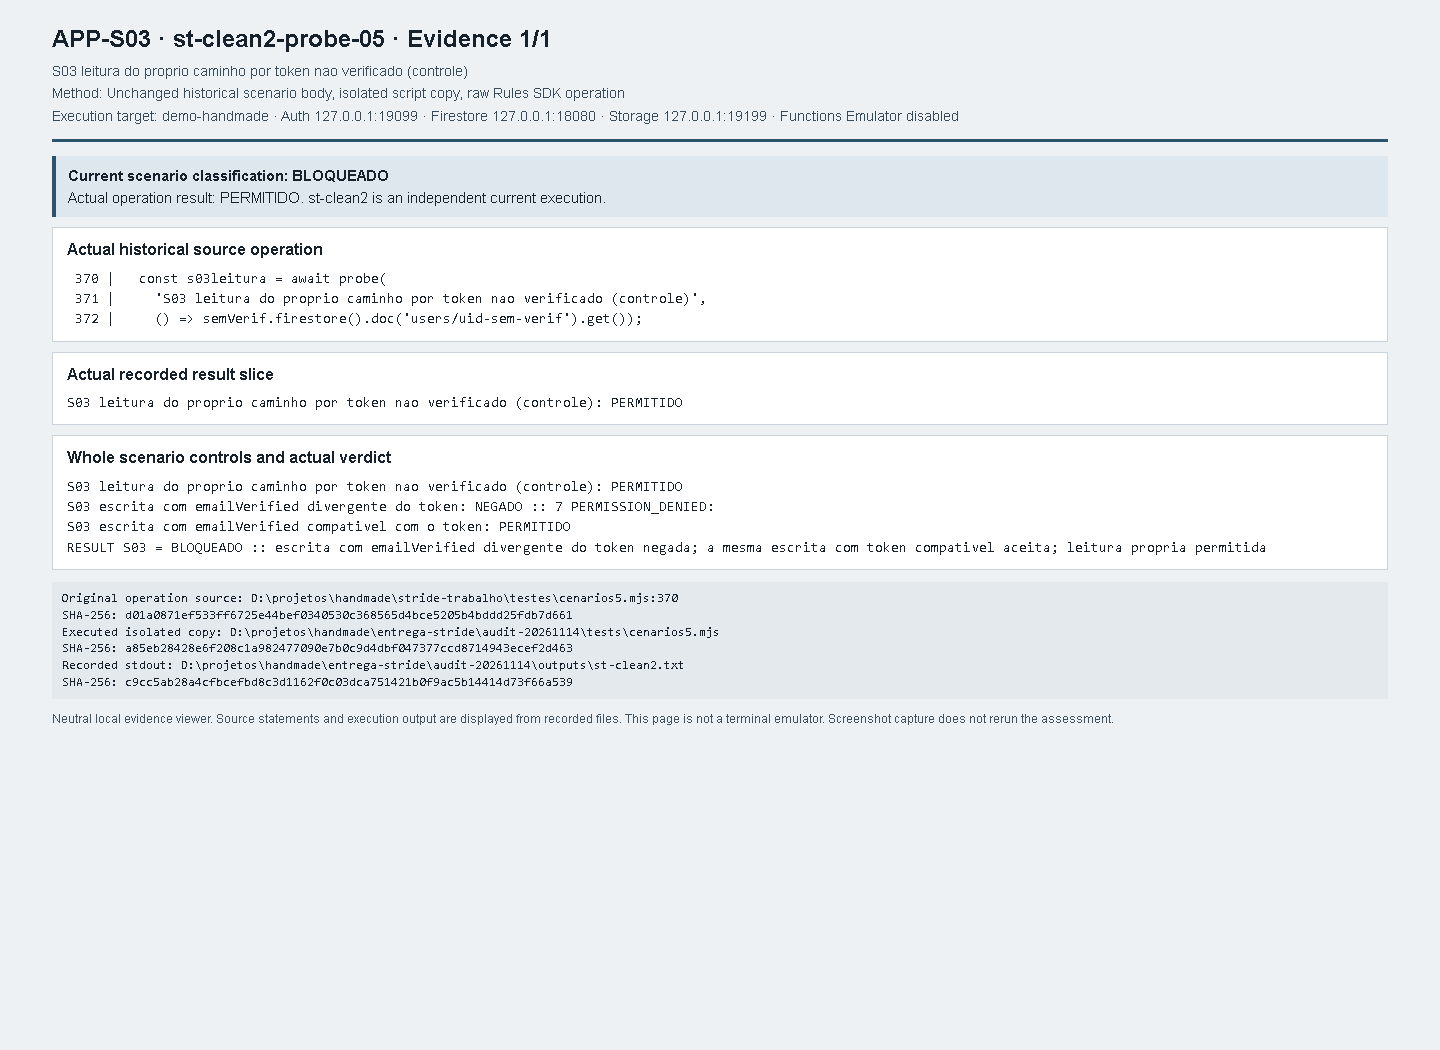 APP-S03 · st-clean2-probe-05 · Evidence 1/1
S03 leitura do proprio caminho por token nao verificado (controle)
Method: Unchanged historical scenario body, isolated script copy, raw Rules SDK operation
Execution target: demo-handmade · Auth 127.0.0.1:19099 · Firestore 127.0.0.1:18080 · Storage 127.0.0.1:19199 · Functions Emulator disabled
Current scenario classification: BLOQUEADO
Actual operation result: PERMITIDO. st-clean2 is an independent current execution.
Actual historical source operation
370 |   const s03leitura = await probe(
371 |     'S03 leitura do proprio caminho por token nao verificado (controle)',
372 |     () => semVerif.firestore().doc('users/uid-sem-verif').get());
Actual recorded result slice
S03 leitura do proprio caminho por token nao verificado (controle): PERMITIDO
Whole scenario controls and actual verdict
S03 leitura do proprio caminho por token nao verificado (controle): PERMITIDO
S03 escrita com emailVerified divergente do token: NEGADO :: 7 PERMISSION_DENIED:
S03 escrita com emailVerified compativel com o token: PERMITIDO
RESULT S03 = BLOQUEADO :: escrita com emailVerified divergente do token negada; a mesma escrita com token compativel aceita; leitura propria permitida
Original operation source: D:\projetos\handmade\stride-trabalho\testes\cenarios5.mjs:370
SHA-256: d01a0871ef533ff6725e44bef0340530c368565d4bce5205b4bddd25fdb7d661
Executed isolated copy: D:\projetos\handmade\entrega-stride\audit-20261114\tests\cenarios5.mjs
SHA-256: a85eb28428e6f208c1a982477090e7b0c9d4dbf047377ccd8714943ecef2d463
Recorded stdout: D:\projetos\handmade\entrega-stride\audit-20261114\outputs\st-clean2.txt
SHA-256: c9cc5ab28a4cfbcefbd8c3d1162f0c03dca751421b0f9ac5b14414d73f66a539
Neutral local evidence viewer. Source statements and execution output are displayed from recorded files. This page is not a terminal emulator. Screenshot capture does not rerun the assessment.